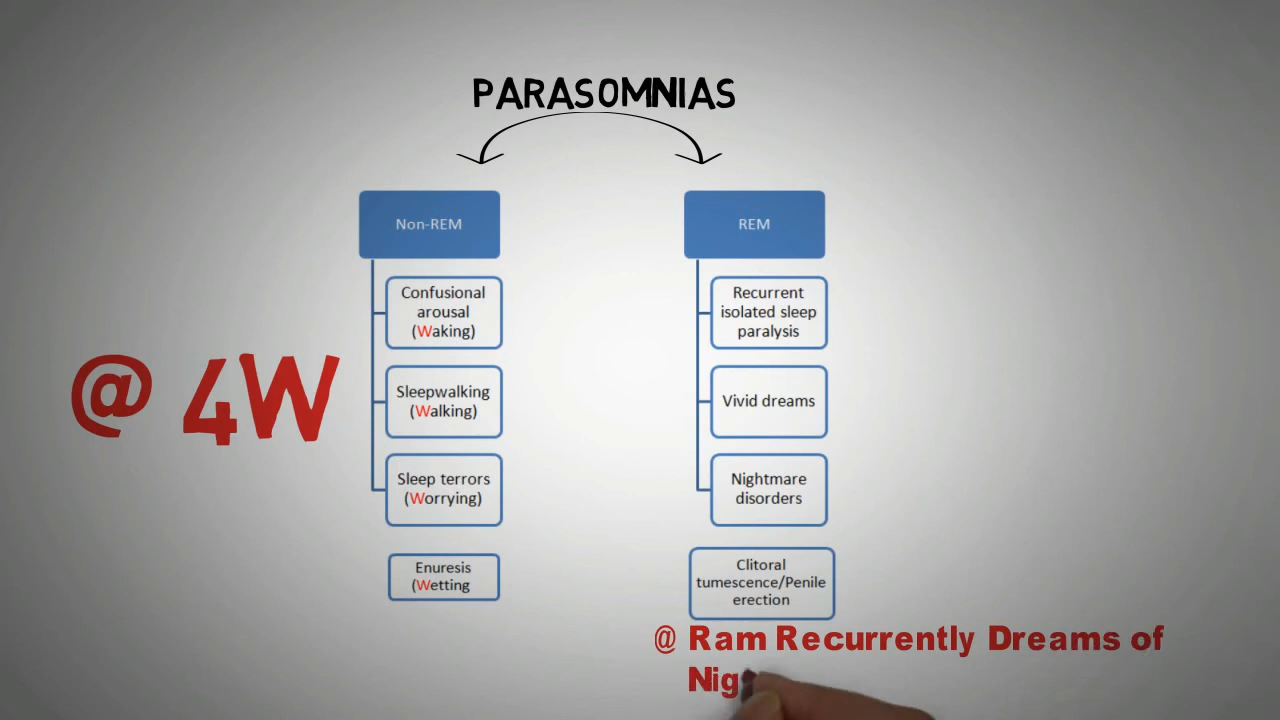 PARASOMNIAS
Non-REM
Confusional
arousal
(Waking)
Sleepwalking
(Walking)
Sleep terrors
(Worrying)
Enuresis
(Wetting
@ 4W
REM
Recurrent
isolated sleep
paralysis
Vivid dreams
Nightmare
disorders
Clitoral
tumescence/Penile
erection
@ Ram Recurrently Dreams of
Nig